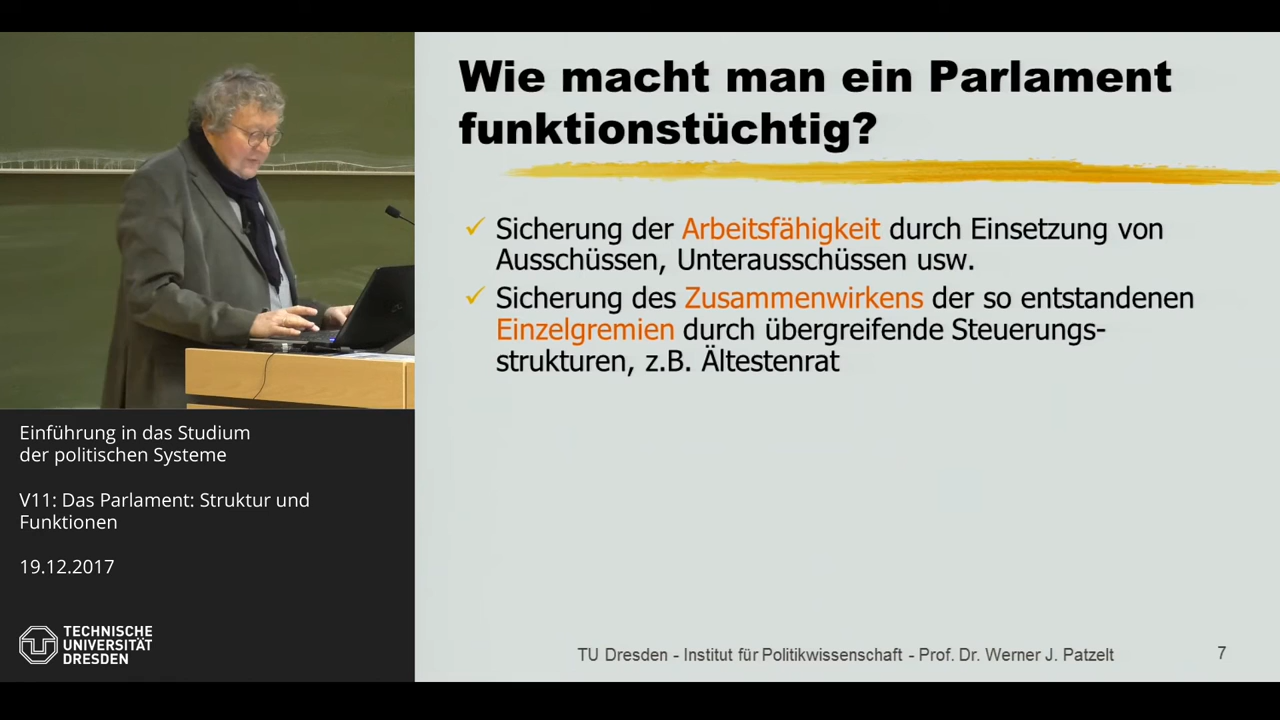 Wie macht man ein Parlament
funktionstüchtig?
✓ Sicherung der Arbeitsfähigkeit durch Einsetzung von
Ausschüssen, Unterausschüssen usw.
✓ Sicherung des Zusammenwirkens der so entstandenen
Einzelgremien durch übergreifende Steuerungs-
strukturen, z.B. Ältestenrat
Einführung in das Studium
der politischen Systeme
V11: Das Parlament: Struktur und
Funktionen
19.12.2017
TECHNISCHE
UNIVERSITÄT
DRESDEN
TU Dresden - Institut für Politikwissenschaft - Prof. Dr. Werner J. Patzelt
7